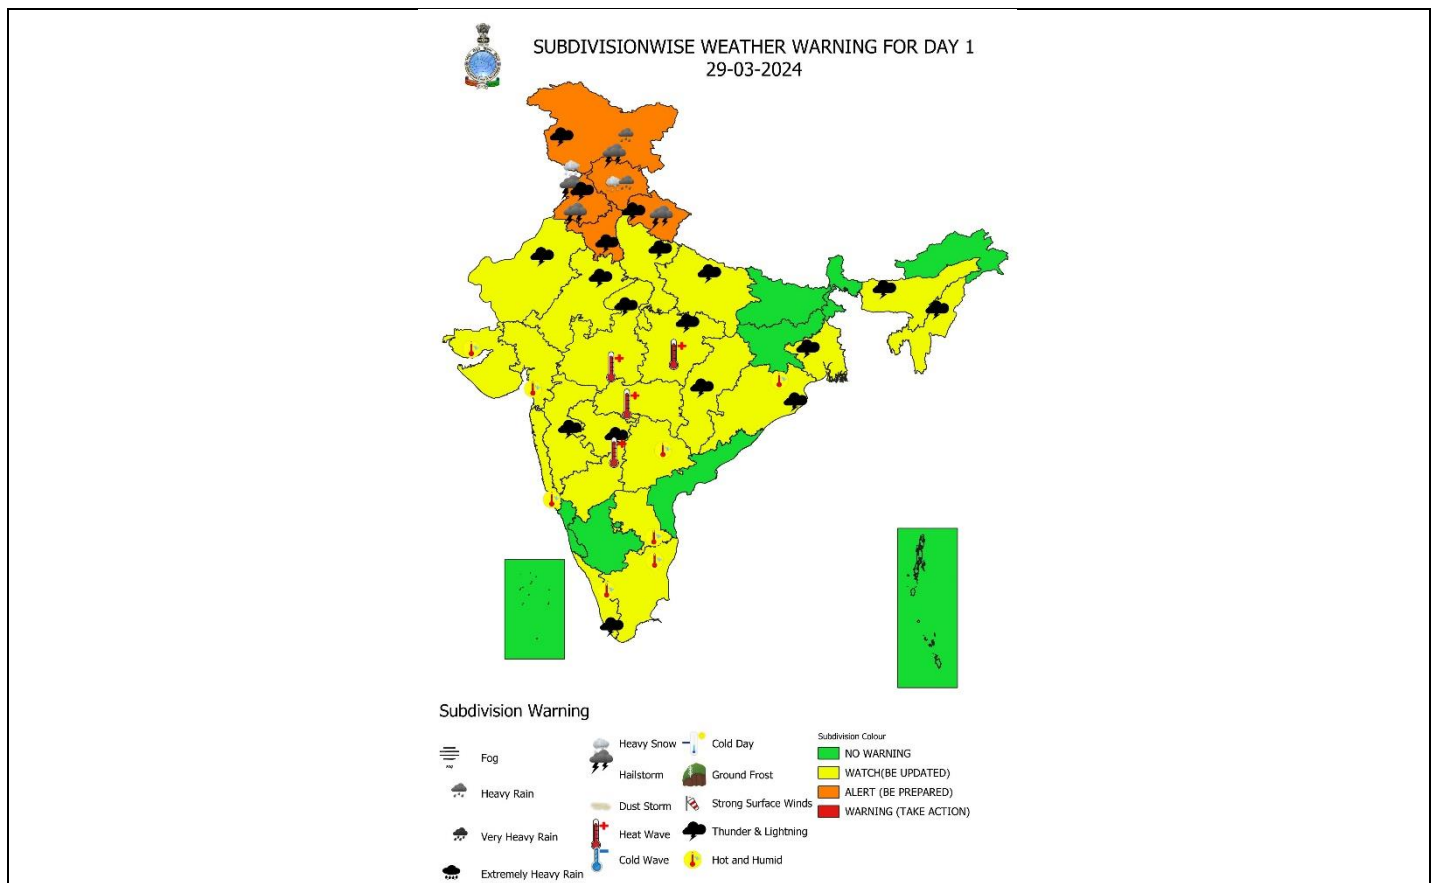 SUBDIVISIONWISE WEATHER WARNING FOR DAY 1
29-03-2024
Subdivision Warning
Fog
Heavy Rain
Very Heavy Rain
Extremely Heavy Rain
Heavy Snow
Hailstorm
Dust Storm
Heat Wave
Cold Wave
Cold Day
Ground Frost
Strong Surface Winds
Thunder & Lightning
Hot and Humid
Subdivision Colour
NO WARNING
WATCH(BE UPDATED)
ALERT (BE PREPARED)
WARNING (TAKE ACTION)